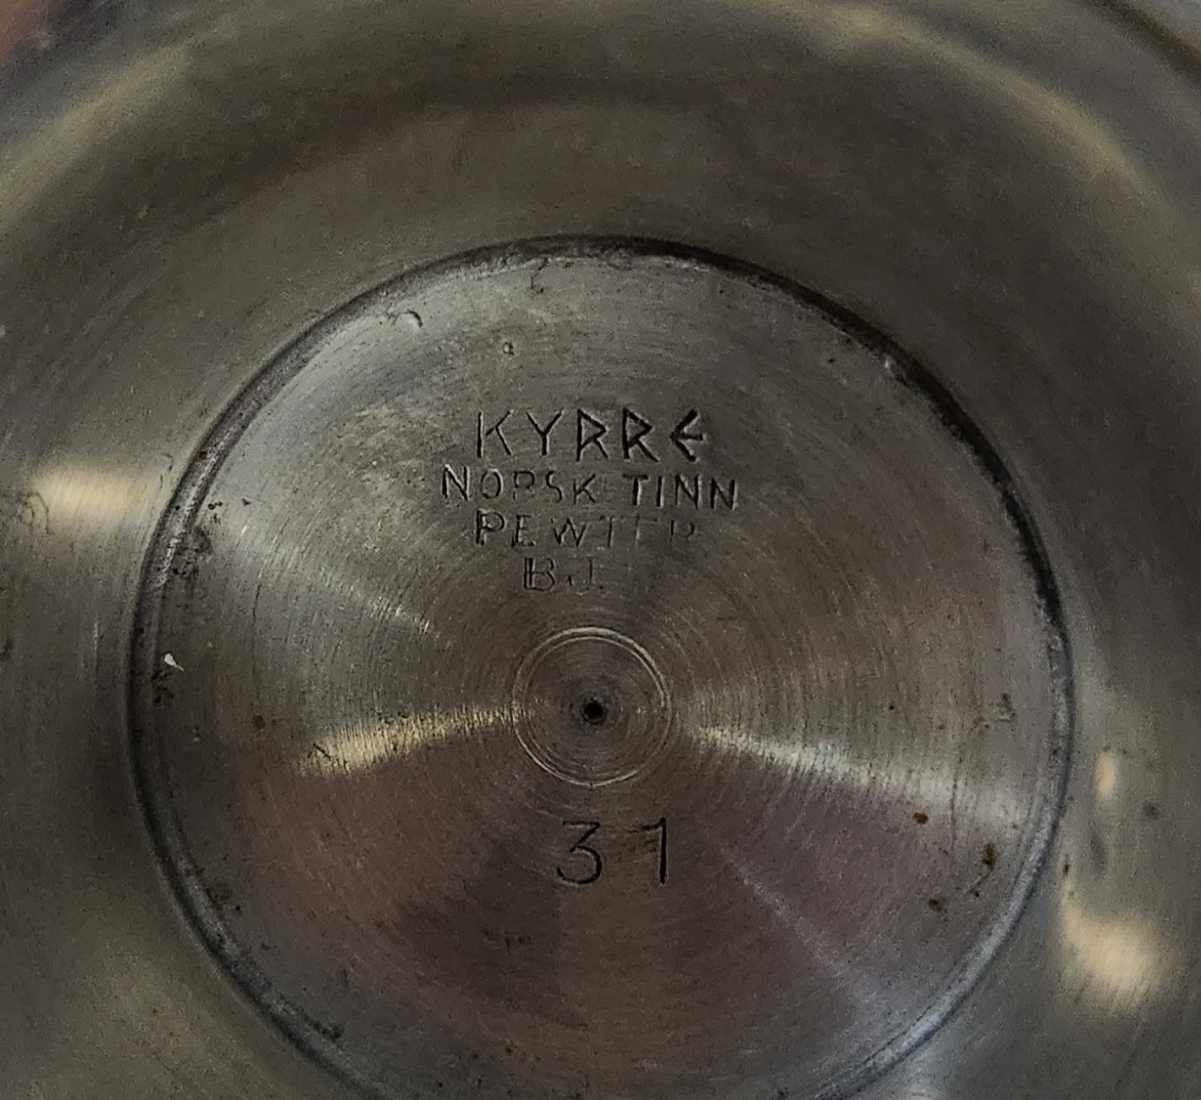 KYRRE
NORSK TINN
PEWTER
B.J.
31